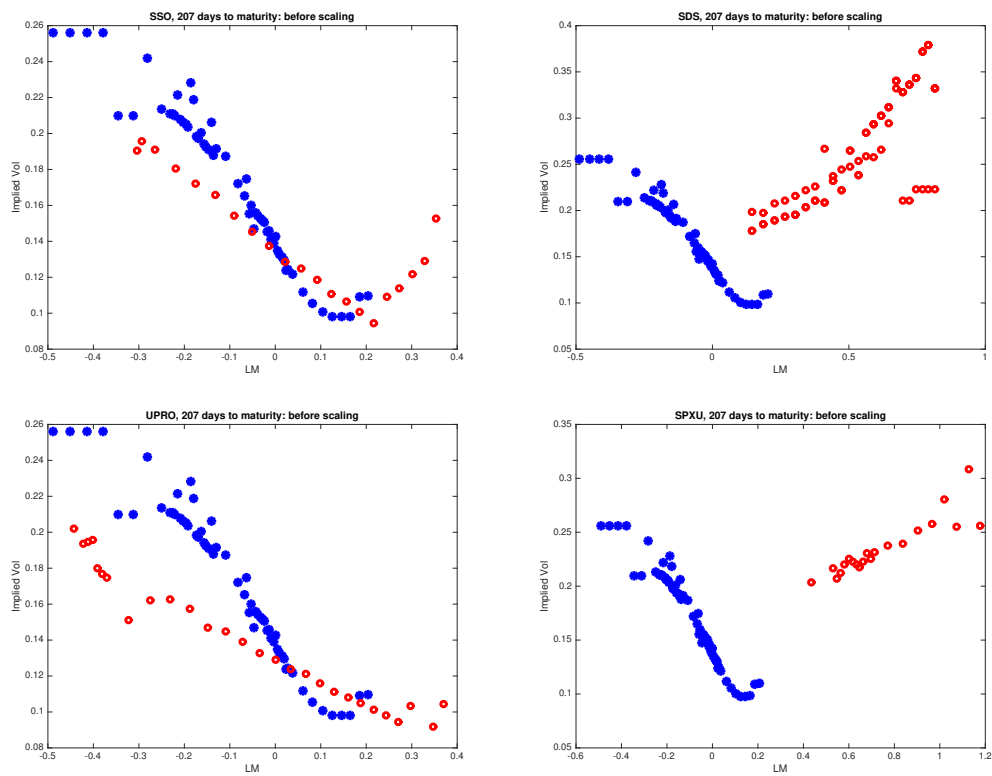 SSO, 207 days to maturity: before scaling
0.26
0.24
0.22
0.2
0.18
0.16
0.14
0.12
0.1
0.08
Implied Vol
-0.5 -0.4 -0.3 -0.2 -0.1 0 0.1 0.2 0.3 0.4
LM
SDS, 207 days to maturity: before scaling
0.4
0.35
0.3
0.25
0.2
0.15
0.1
0.05
Implied Vol
-0.5 0 0.5 1
LM
UPRO, 207 days to maturity: before scaling
0.26
0.24
0.22
0.2
0.18
0.16
0.14
0.12
0.1
0.08
Implied Vol
-0.5 -0.4 -0.3 -0.2 -0.1 0 0.1 0.2 0.3 0.4
LM
SPXU, 207 days to maturity: before scaling
0.35
0.3
0.25
0.2
0.15
0.1
0.05
Implied Vol
-0.6 -0.4 -0.2 0 0.2 0.4 0.6 0.8 1 1.2
LM